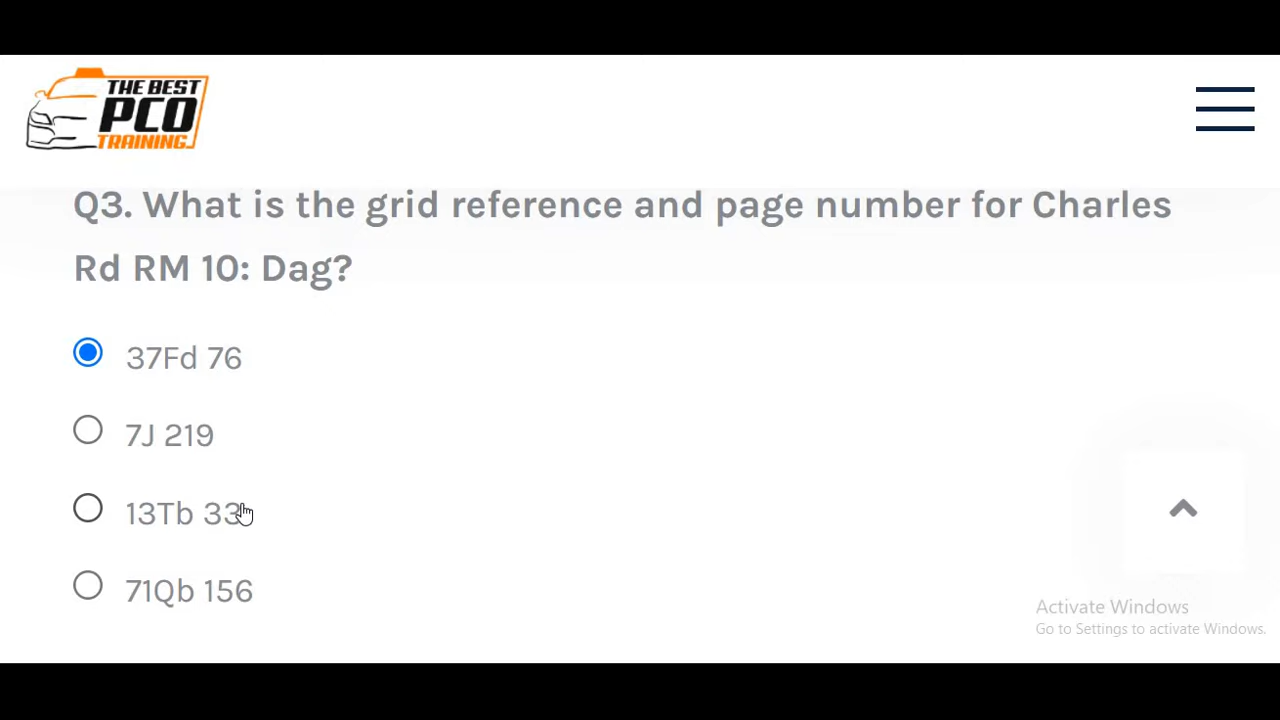 THE BEST
PCO
TRAINING
Q3. What is the grid reference and page number for Charles
Rd RM 10: Dag?
37Fd 76
7J 219
13Tb 33
71Qb 156
Activate Windows
Go to Settings to activate Windows.